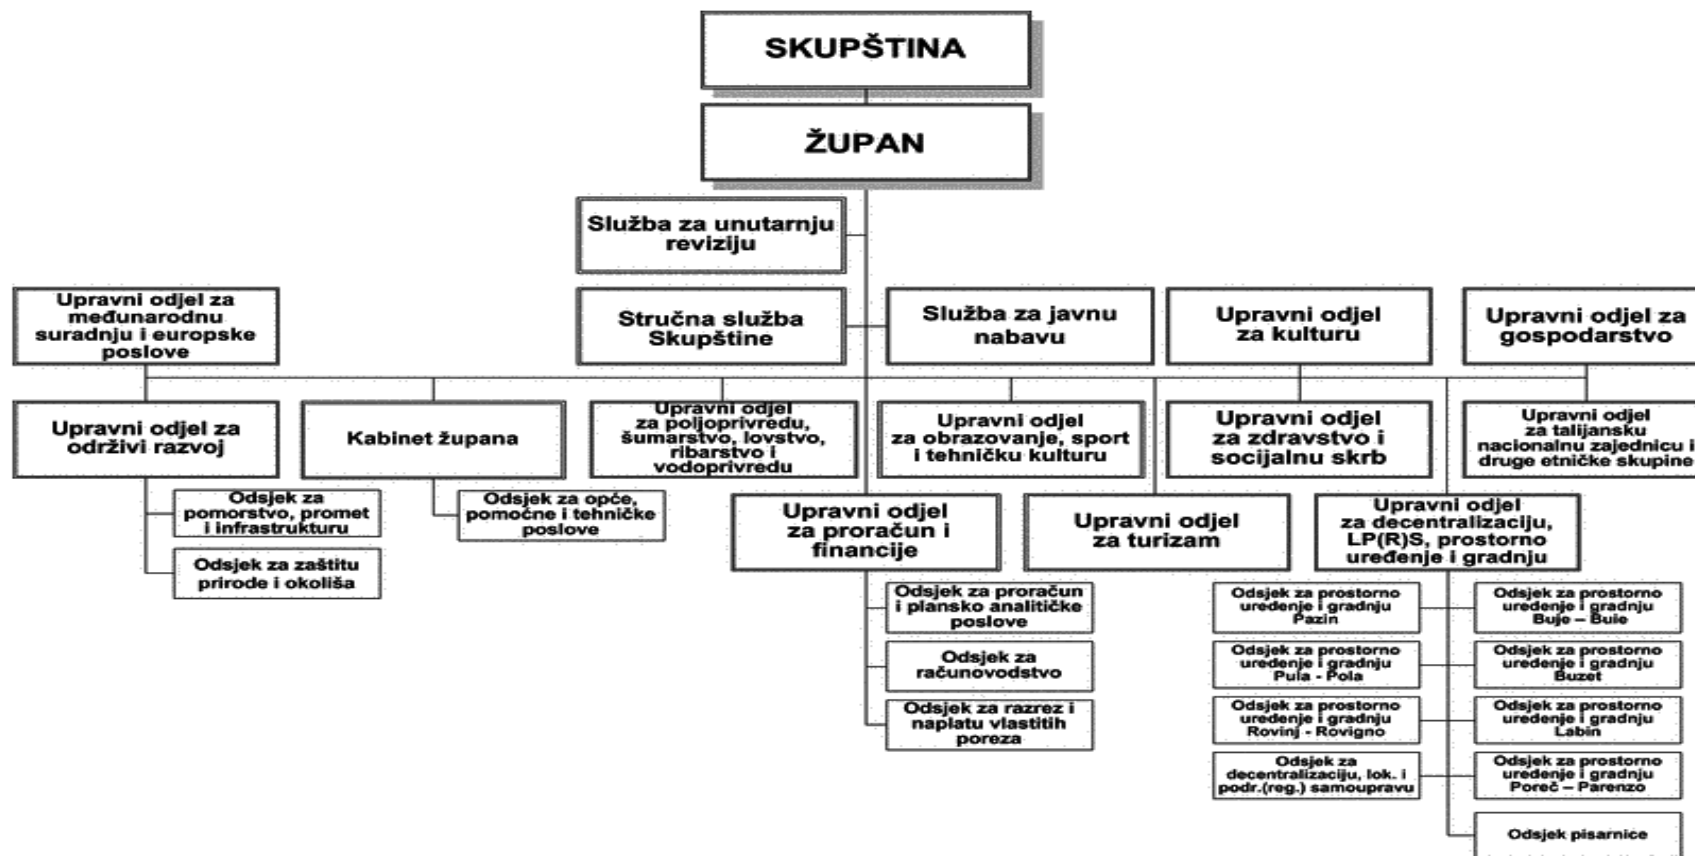 SKUPŠTINA
ŽUPAN
Služba za unutarnju
reviziju
Upravni odjel za
međunarodnu
suradnju i europske
poslove
Stručna služba
Skupštine
Služba za javnu
nabavu
Upravni odjel
za kulturu
Upravni odjel za
gospodarstvo
Upravni odjel za
održivi razvoj
Kabinet župana
Upravni odjel
za poljoprivredu,
šumarstvo, lovstvo,
ribarstvo i
vodoprivredu
Upravni odjel
za obrazovanje, sport
i tehničku kulturu
Upravni odjel
za zdravstvo i
socijalnu skrb
Upravni odjel
za talijansku
nacionalnu zajednicu i
druge etničke skupine
Odsjek za
pomorstvo, promet
i infrastrukturu
Odsjek za zaštitu
prirode i okoliša
Odsjek za opće,
pomoćne i tehničke
poslove
Upravni odjel
za proračun i
financije
Upravni odjel
za turizam
Upravni odjel
za decentralizaciju,
LP(R)S, prostorno
uređenje i gradnju
Odsjek za proračun
i plansko analitičke
poslove
Odsjek za
računovodstvo
Odsjek za razrez i
naplatu vlastitih
poreza
Odsjek za prostorno
uređenje i gradnju
Pazin
Odsjek za prostorno
uređenje i gradnju
Buje – Buie
Odsjek za prostorno
uređenje i gradnju
Pula - Pola
Odsjek za prostorno
uređenje i gradnju
Buzet
Odsjek za prostorno
uređenje i gradnju
Rovinj - Rovigno
Odsjek za prostorno
uređenje i gradnju
Labin
Odsjek za
decentralizaciju, lok. i
podr.(reg.) samoupravu
Odsjek za prostorno
uređenje i gradnju
Poreč – Parenzo
Odsjek pisarnice